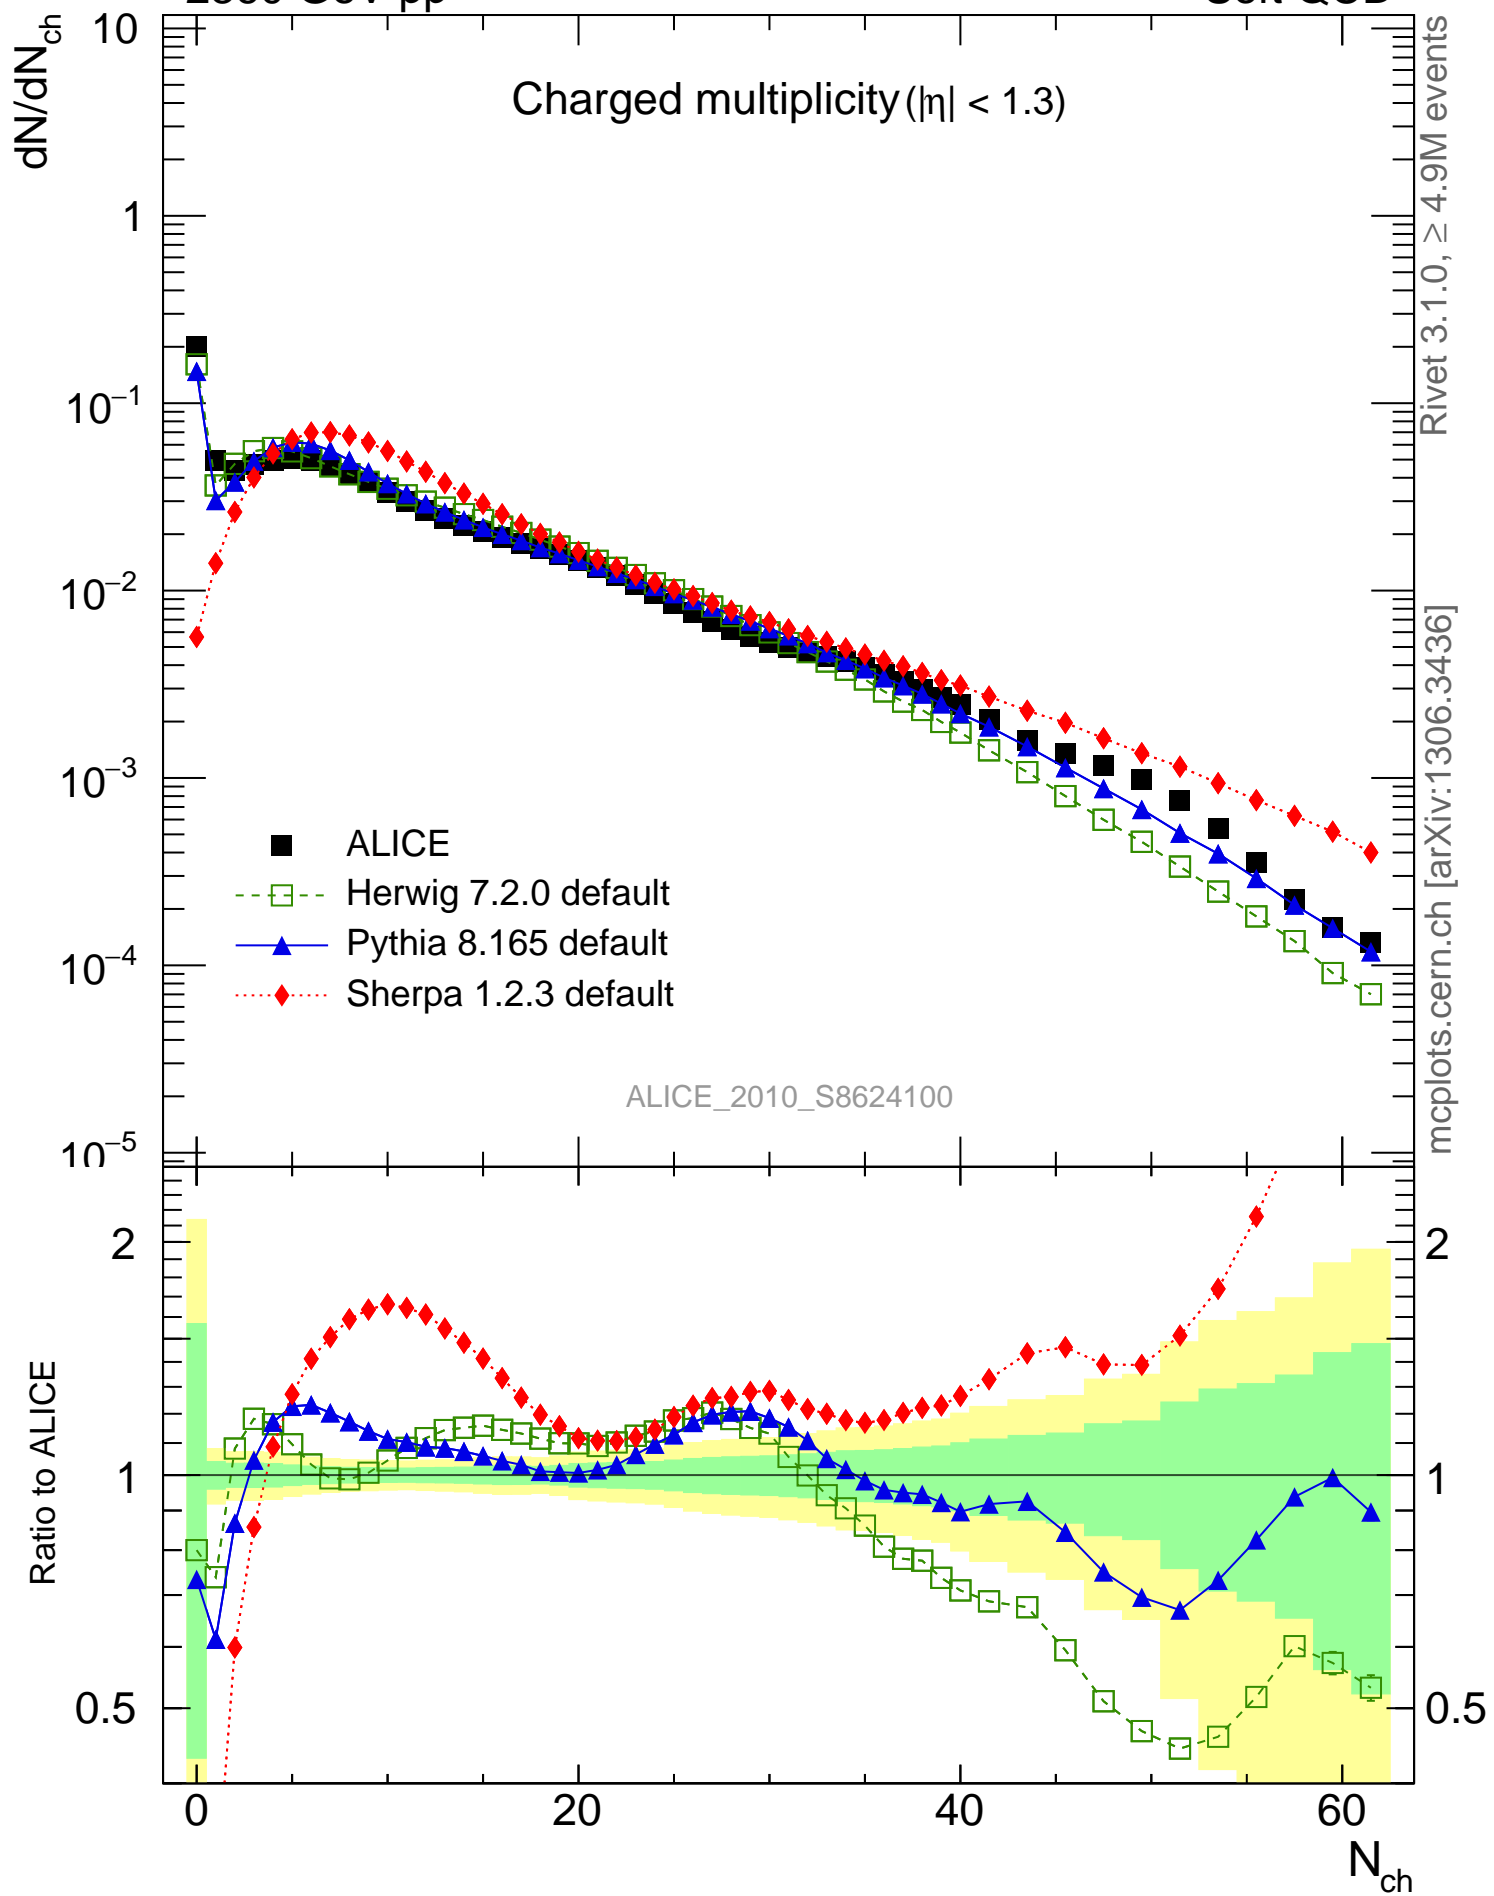 10
dN/dN_ch
Charged multiplicity (|η| < 1.3)
1
10⁻¹
10⁻²
10⁻³
10⁻⁴
10⁻⁵
ALICE
Herwig 7.2.0 default
Pythia 8.165 default
Sherpa 1.2.3 default
ALICE_2010_S8624100
Rivet 3.1.0, ≥ 4.9M events
mcplots.cern.ch [arXiv:1306.3436]
2
1
0.5
Ratio to ALICE
2
1
0.5
0 20 40 60
N_ch